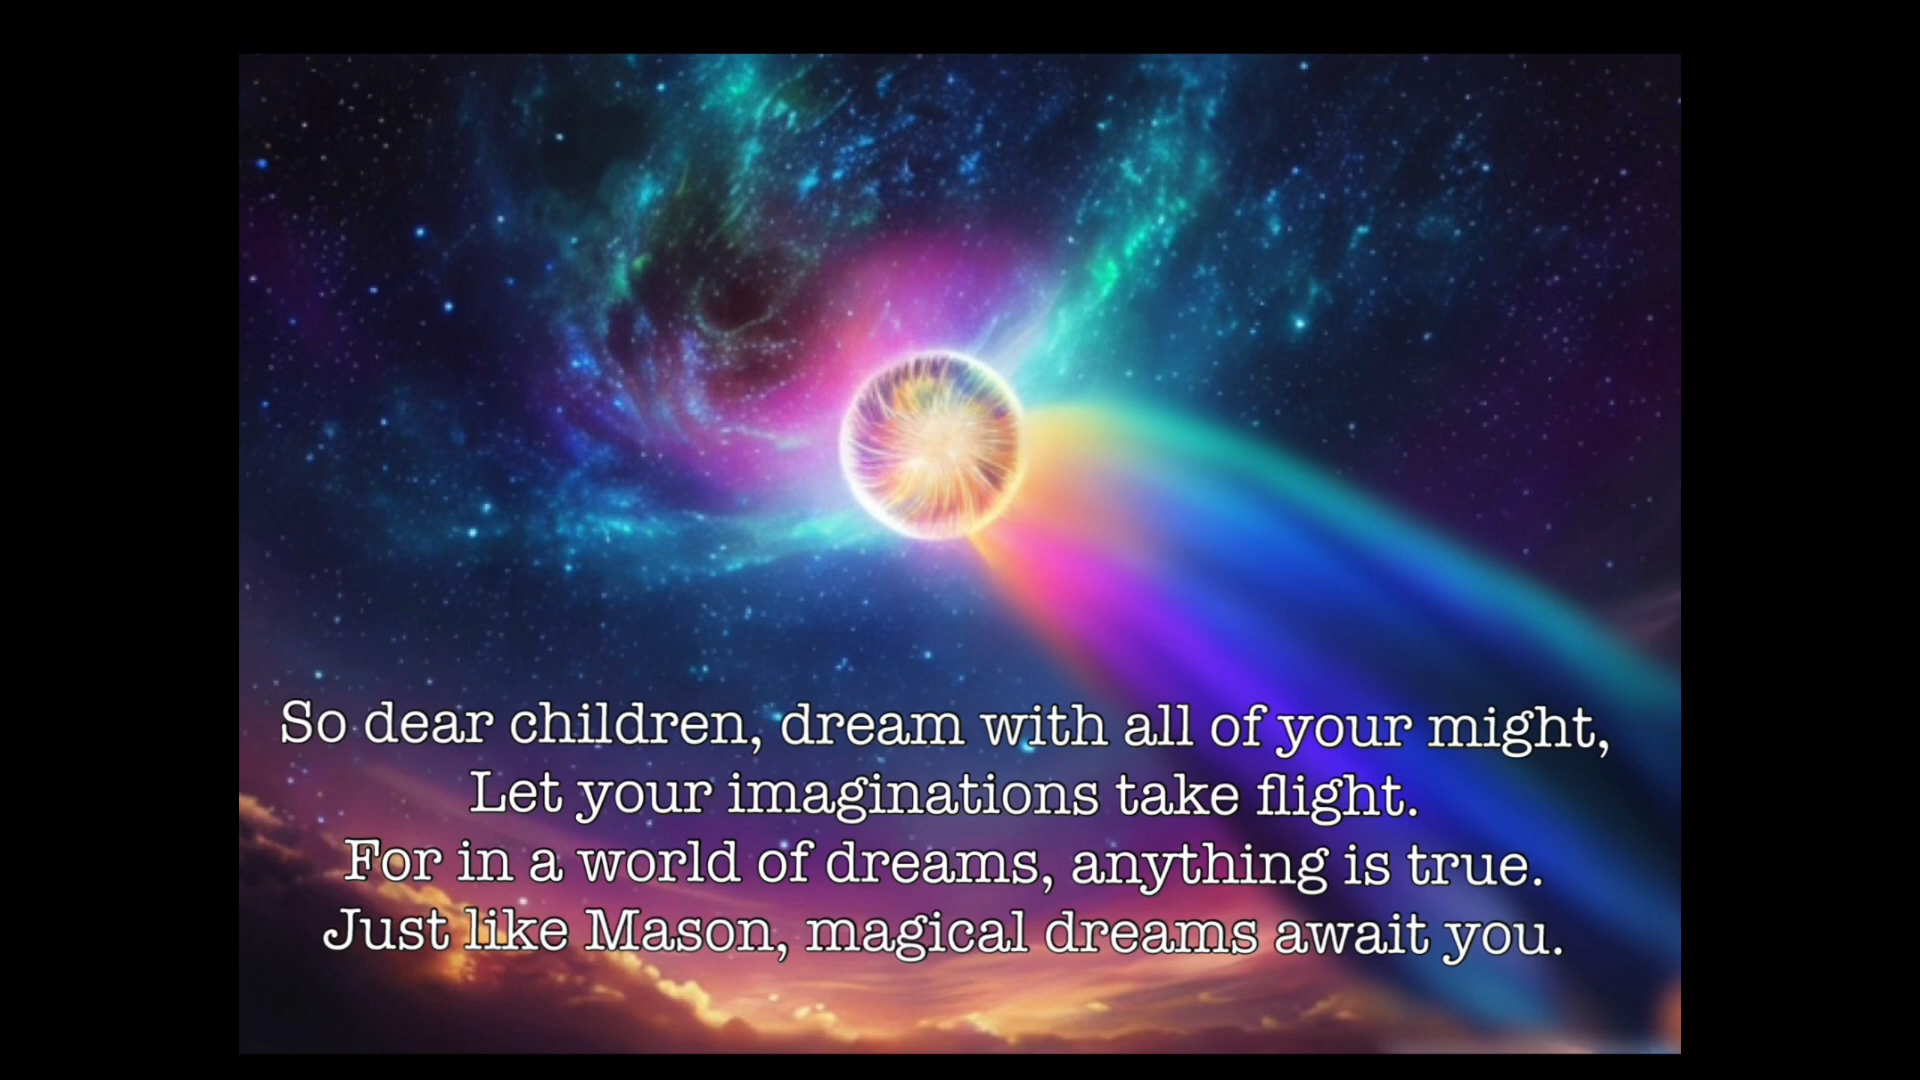 So dear children, dream with all of your might,
Let your imaginations take flight.
For in a world of dreams, anything is true.
Just like Mason, magical dreams await you.